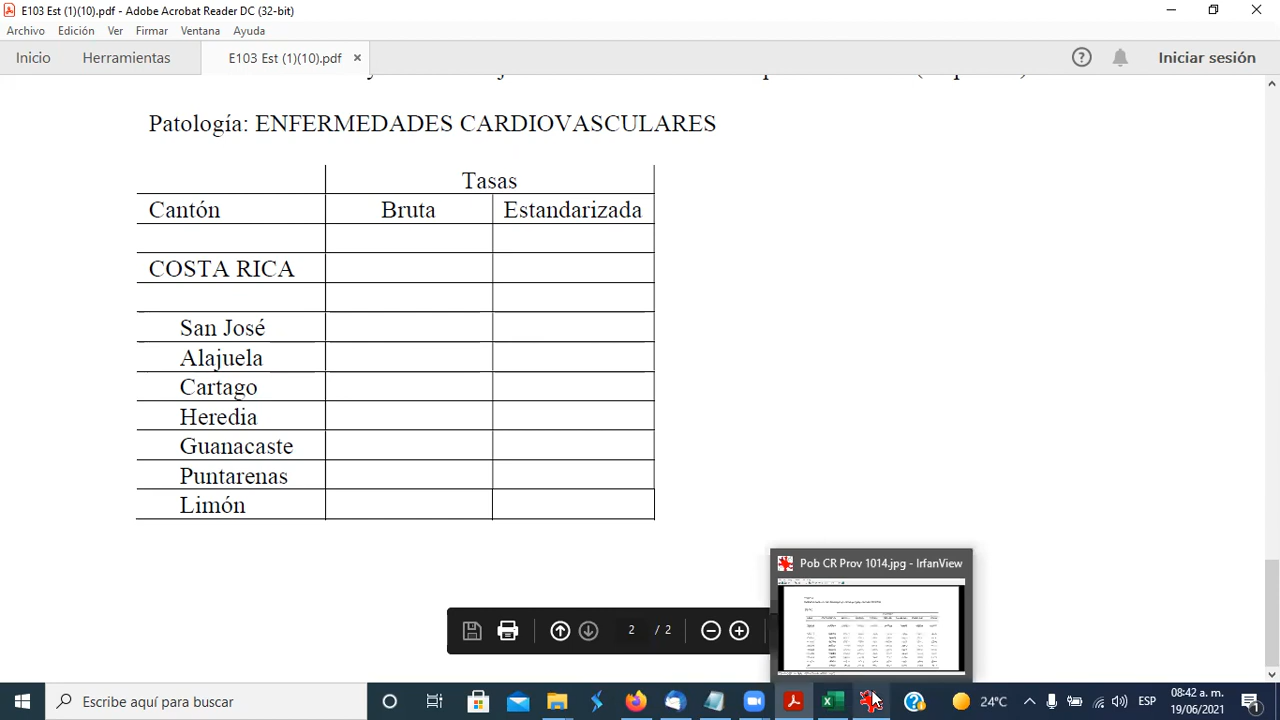 E103 Est (1)(10).pdf - Adobe Acrobat Reader DC (32-bit)
Archivo Edición Ver Firmar Ventana Ayuda
Inicio Herramientas E103 Est (1)(10).pdf × ? Iniciar sesión
Patología: ENFERMEDADES CARDIOVASCULARES
Tasas
Cantón Bruta Estandarizada
COSTA RICA
San José
Alajuela
Cartago
Heredia
Guanacaste
Puntarenas
Limón
Pob CR Prov 1014.jpg - IrfanView
2 / 2
Escribe aquí para buscar
24°C ESP 08:42 a. m.
19/06/2021 1